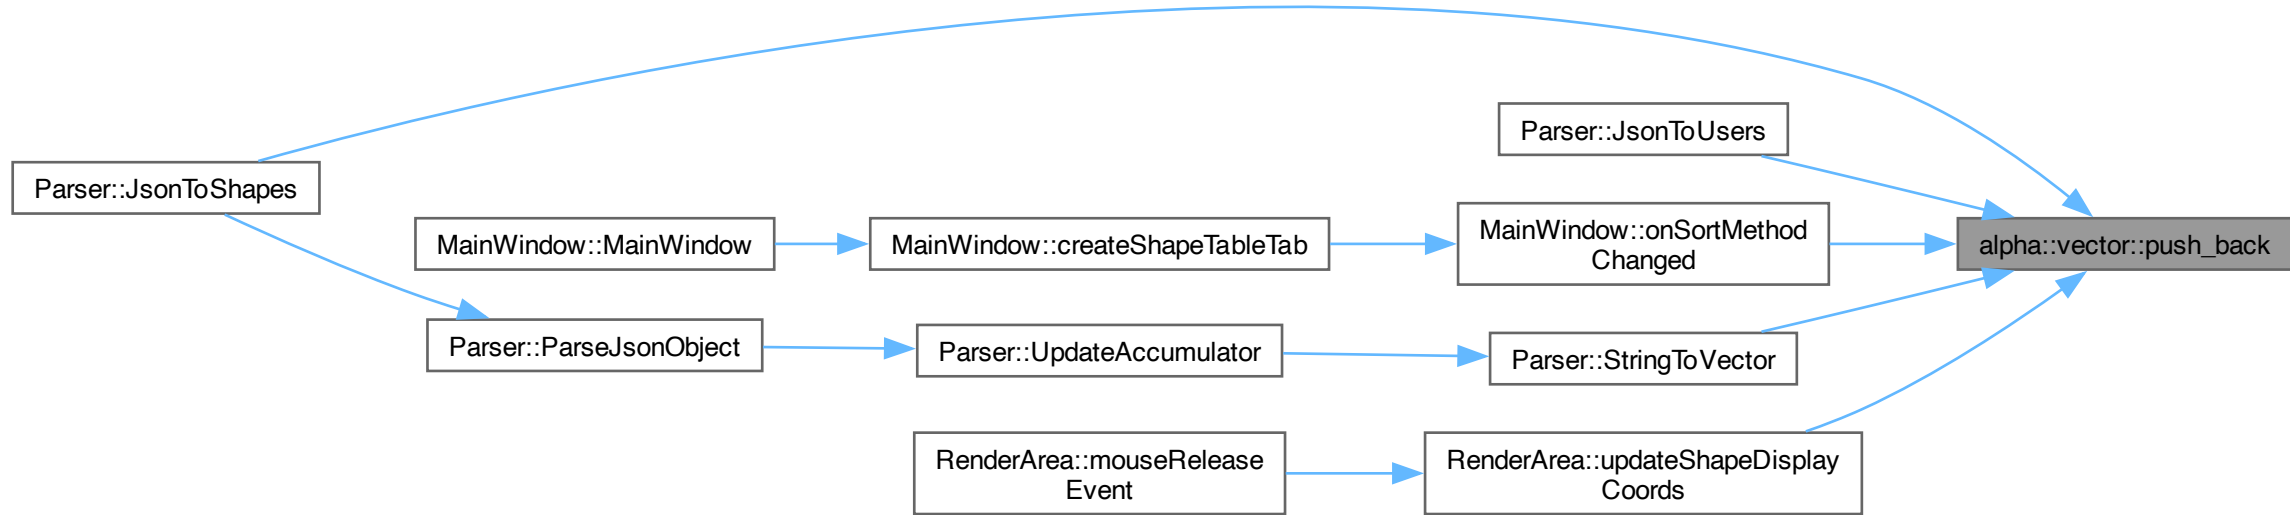 Parser::JsonToUsers
Parser::JsonToShapes
MainWindow::MainWindow
MainWindow::createShapeTableTab
MainWindow::onSortMethod
Changed
alpha::vector::push_back
Parser::ParseJsonObject
Parser::UpdateAccumulator
Parser::StringToVector
RenderArea::mouseRelease
Event
RenderArea::updateShapeDisplay
Coords